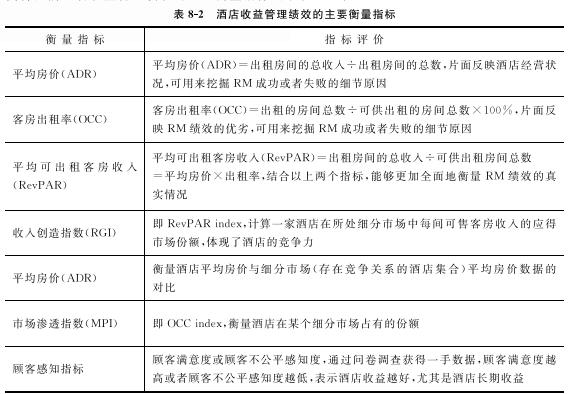 表 8-2 酒店收益管理绩效的主要衡量指标
衡量指标 指标评价
平均房价(ADR) 平均房价(ADR)=出租房间的总收入÷出租房间的总数,片面反映酒店经营状
况,可用来挖掘 RM 成功或者失败的细节原因
客房出租率(OCC) 客房出租率(OCC)=出租的房间总数÷可供出租的房间总数×100%,片面反
映 RM 绩效的优劣,可用来挖掘 RM 成功或者失败的细节原因
平均可出租客房收入
(RevPAR)
平均可出租客房收入(RevPAR)=出租房间的总收入÷可供出租房间总数
=平均房价×出租率,结合以上两个指标,能够更加全面地衡量 RM 绩效的真
实情况
收入创造指数(RGI) 即 RevPAR index,计算一家酒店在所处细分市场中每间可售客房收入的应得
市场份额,体现了酒店的竞争力
平均房价(ADR) 衡量酒店平均房价与细分市场(存在竞争关系的酒店集合)平均房价数据的
对比
市场渗透指数(MPI) 即 OCC index,衡量酒店在某个细分市场占有的份额
顾客感知指标 顾客满意度或顾客不公平感知度,通过问卷调查获得一手数据,顾客满意度越
高或者顾客不公平感知度越低,表示酒店收益越好,尤其是酒店长期收益